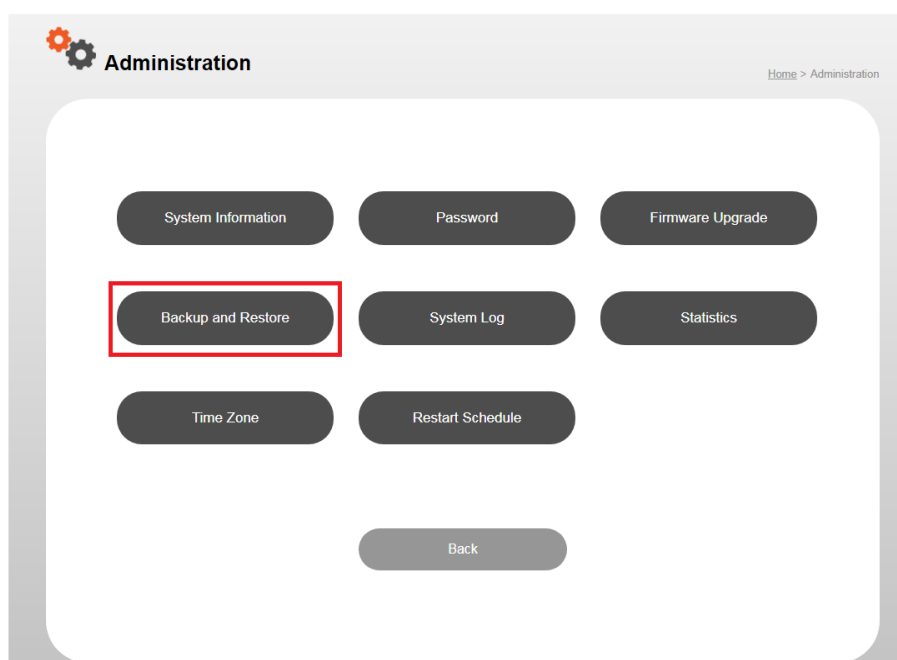 Administration
Home > Administration
System Information
Password
Firmware Upgrade
Backup and Restore
System Log
Statistics
Time Zone
Restart Schedule
Back